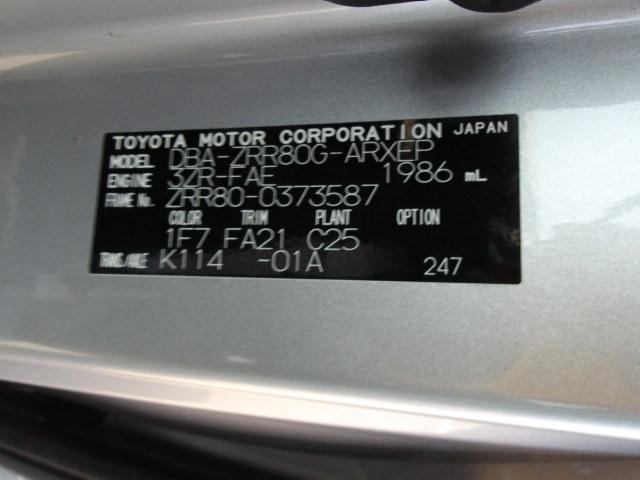 TOYOTA MOTOR CORPORATION JAPAN
MODEL DBA-ZRR80G-ARXEP
ENGINE 3ZR-FAE 1986 mL
FRAME No. ZRR80-0373587
COLOR TRIM PLANT OPTION
1F7 FA21 C25
TRANS/AXLE K114 -01A 247